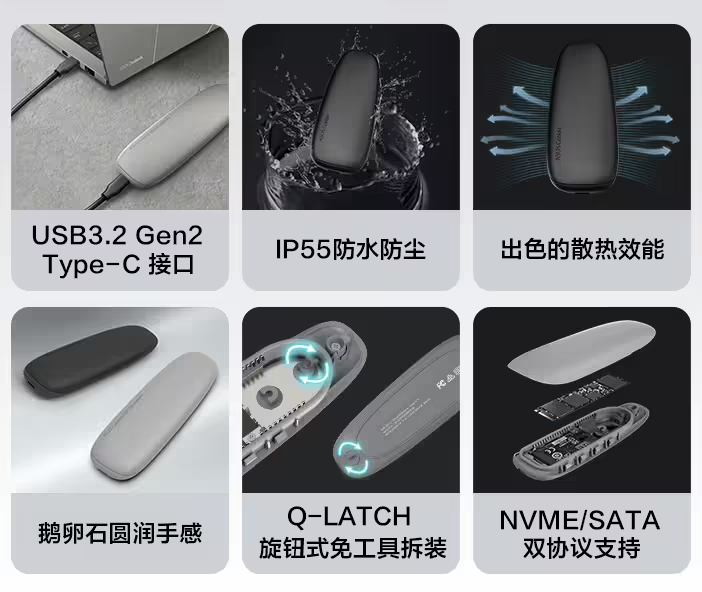 USB3.2 Gen2
Type-C 接口
IP55防水防尘
出色的散热效能
鹅卵石圆润手感
Q-LATCH
旋钮式免工具拆装
NVME/SATA
双协议支持